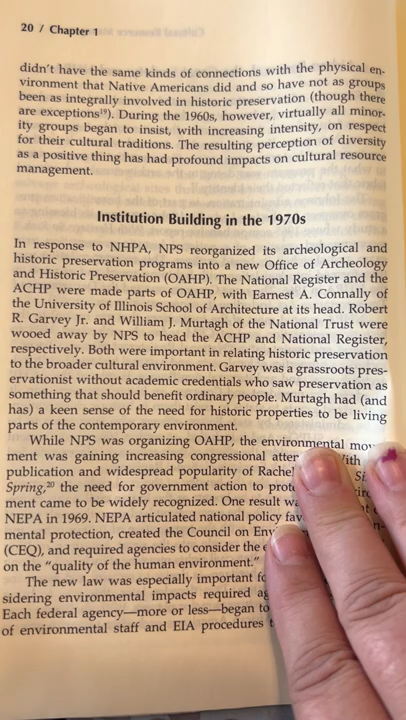 20 / Chapter 1
didn't have the same kinds of connections with the physical en-
vironment that Native Americans did and so have not as groups
been as integrally involved in historic preservation (though there
are exceptions¹⁹). During the 1960s, however, virtually all minor-
ity groups began to insist, with increasing intensity, on respect
for their cultural traditions. The resulting perception of diversity
as a positive thing has had profound impacts on cultural resource
management.
Institution Building in the 1970s
In response to NHPA, NPS reorganized its archeological and
historic preservation programs into a new Office of Archeology
and Historic Preservation (OAHP). The National Register and the
ACHP were made parts of OAHP, with Earnest A. Connally of
the University of Illinois School of Architecture at its head. Robert
R. Garvey Jr. and William J. Murtagh of the National Trust were
wooed away by NPS to head the ACHP and National Register,
respectively. Both were important in relating historic preservation
to the broader cultural environment. Garvey was a grassroots pres-
ervationist without academic credentials who saw preservation as
something that should benefit ordinary people. Murtagh had (and
has) a keen sense of the need for historic properties to be living
parts of the contemporary environment.
While NPS was organizing OAHP, the environmental
ment was gaining increasing congressional
publication and widespread popularity of
Spring,²⁰ the need for government action to
ment came to be widely recognized. One result
NEPA in 1969. NEPA articulated national policy
mental protection, created the Council on
(CEQ), and required agencies to consider the
on the "quality of the human environment."
The new law was especially important
sidering environmental impacts required
Each federal agency—more or less—began to
of environmental staff and EIA procedures